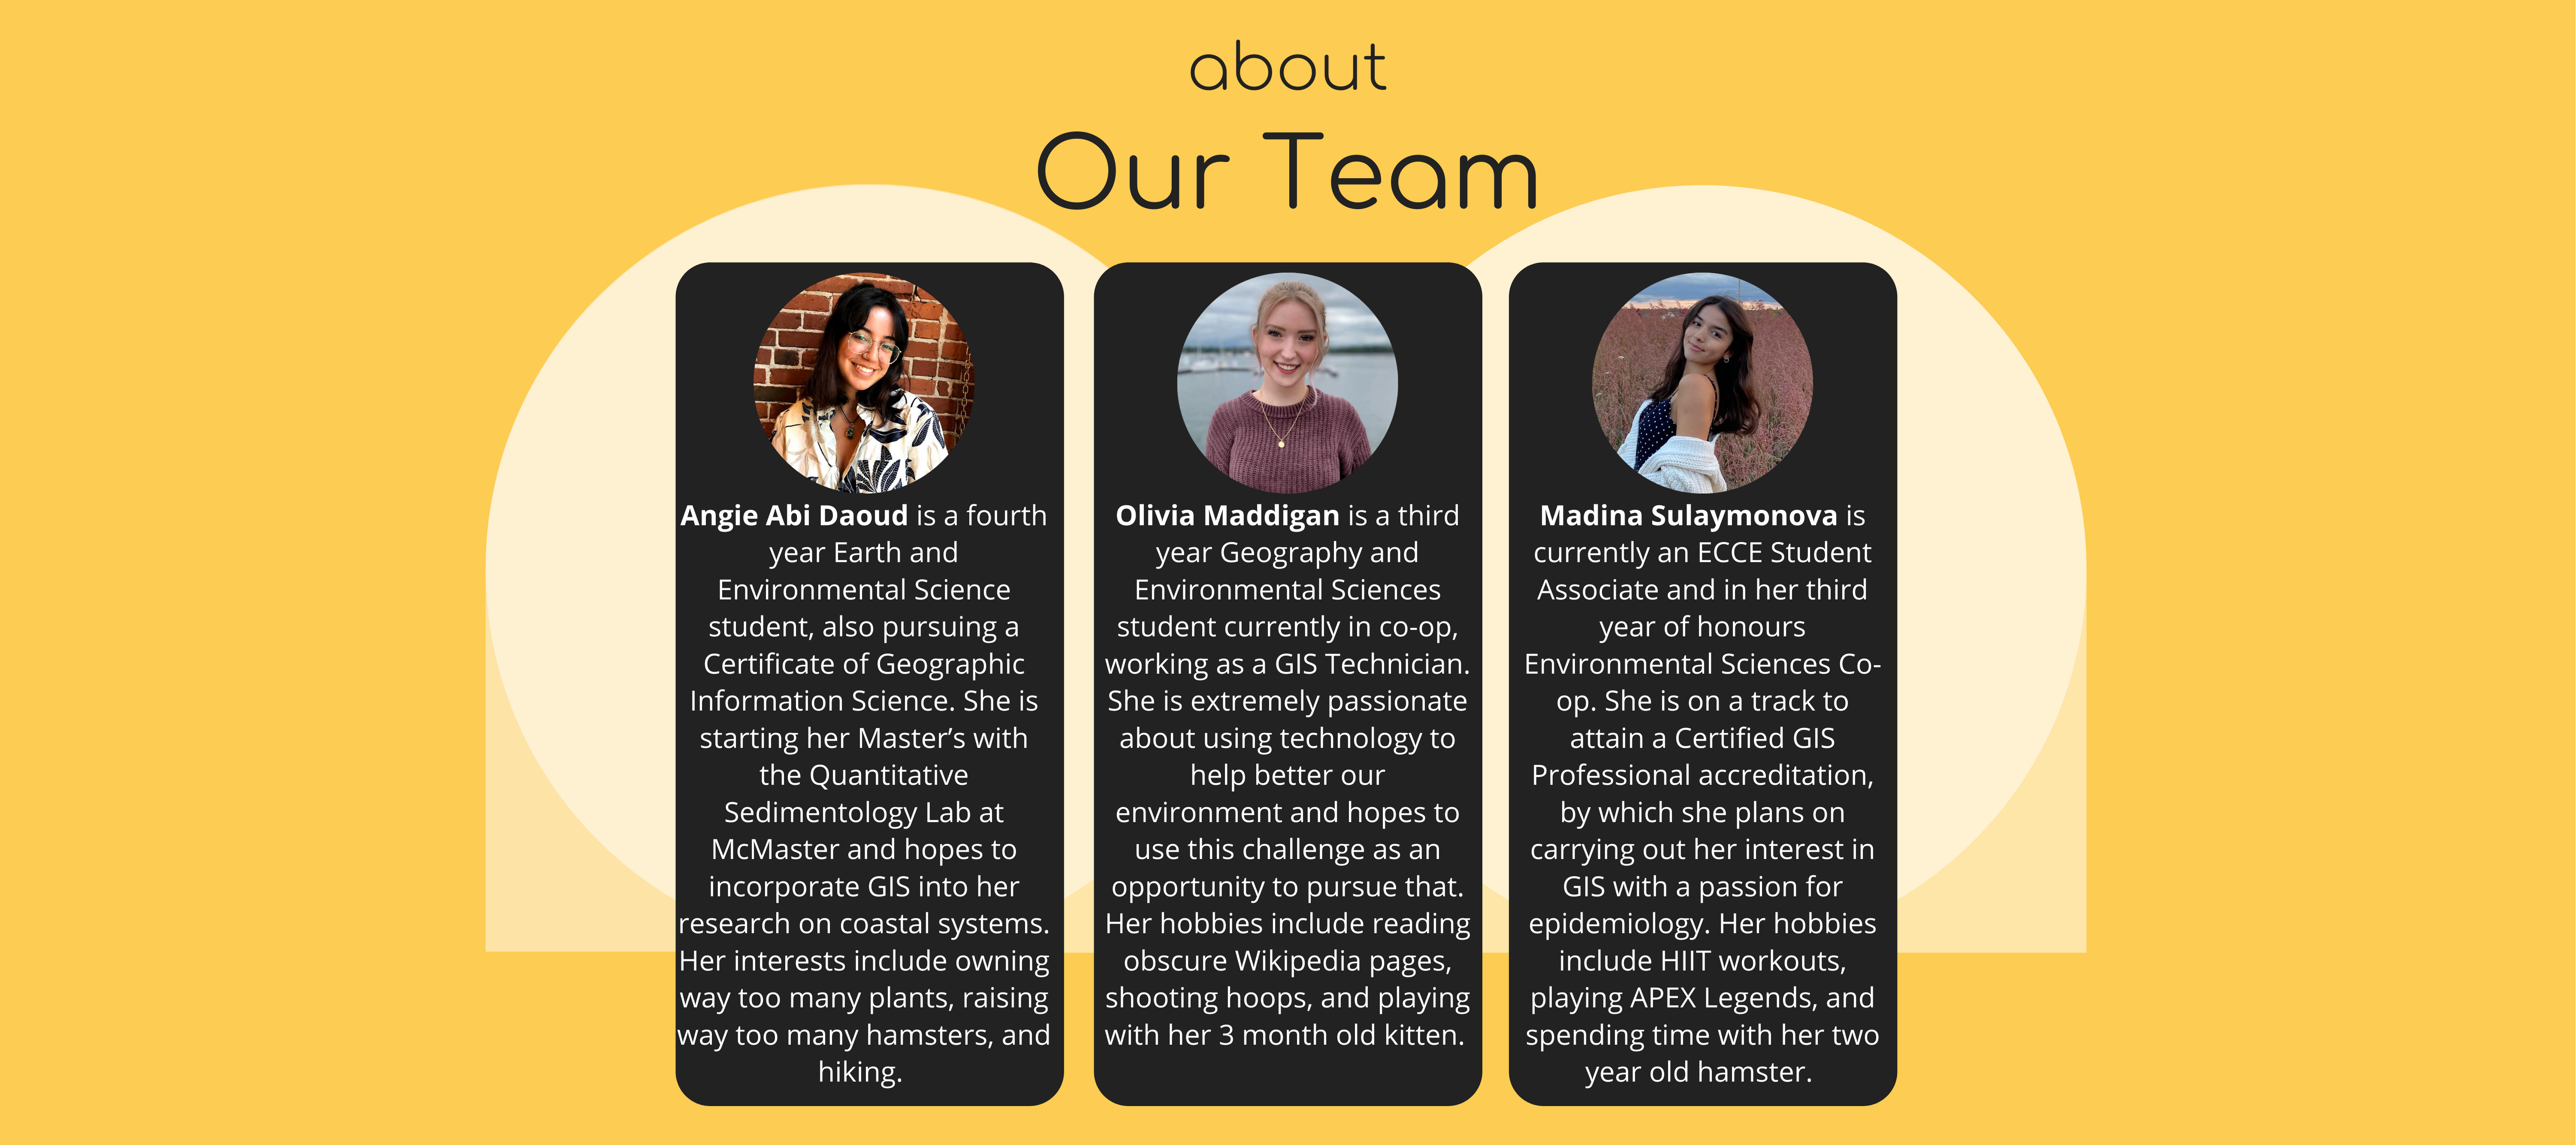 about
Our Team
Angie Abi Daoud is a fourth
year Earth and
Environmental Science
student, also pursuing a
Certificate of Geographic
Information Science. She is
starting her Master’s with
the Quantitative
Sedimentology Lab at
McMaster and hopes to
incorporate GIS into her
research on coastal systems.
Her interests include owning
way too many plants, raising
way too many hamsters, and
hiking.
Olivia Maddigan is a third
year Geography and
Environmental Sciences
student currently in co-op,
working as a GIS Technician.
She is extremely passionate
about using technology to
help better our
environment and hopes to
use this challenge as an
opportunity to pursue that.
Her hobbies include reading
obscure Wikipedia pages,
shooting hoops, and playing
with her 3 month old kitten.
Madina Sulaymonova is
currently an ECCE Student
Associate and in her third
year of honours
Environmental Sciences Co-
op. She is on a track to
attain a Certified GIS
Professional accreditation,
by which she plans on
carrying out her interest in
GIS with a passion for
epidemiology. Her hobbies
include HIIT workouts,
playing APEX Legends, and
spending time with her two
year old hamster.